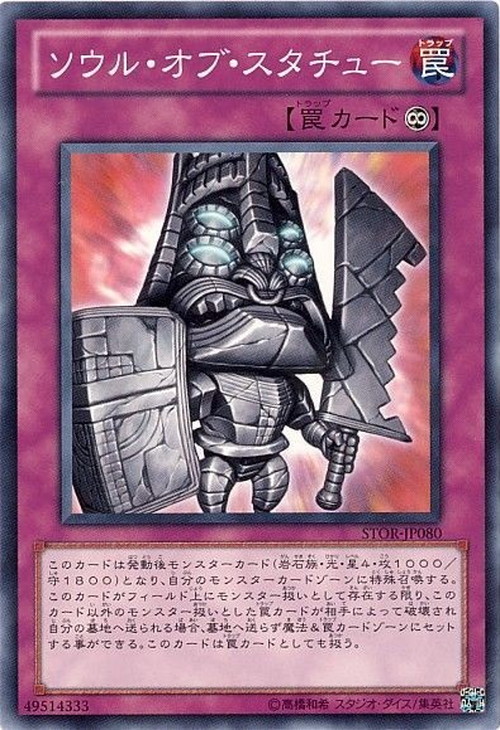 ソウル・オブ・スタチュー 罠
【罠カード∞】
STOR-JP080
このカードは発動後モンスターカード(岩石族・光・星4・攻1000/
守1800)となり、自分のモンスターカードゾーンに特殊召喚する。
このカードがフィールド上にモンスター扱いとして存在する限り、この
カード以外のモンスター扱いとした罠カードが相手によって破壊され
自分の墓地へ送られる場合、墓地へ送らず魔法&罠カードゾーンにセット
する事ができる。このカードは罠カードとしても扱う。
49514333 ©高橋和希 スタジオ・ダイス/集英社